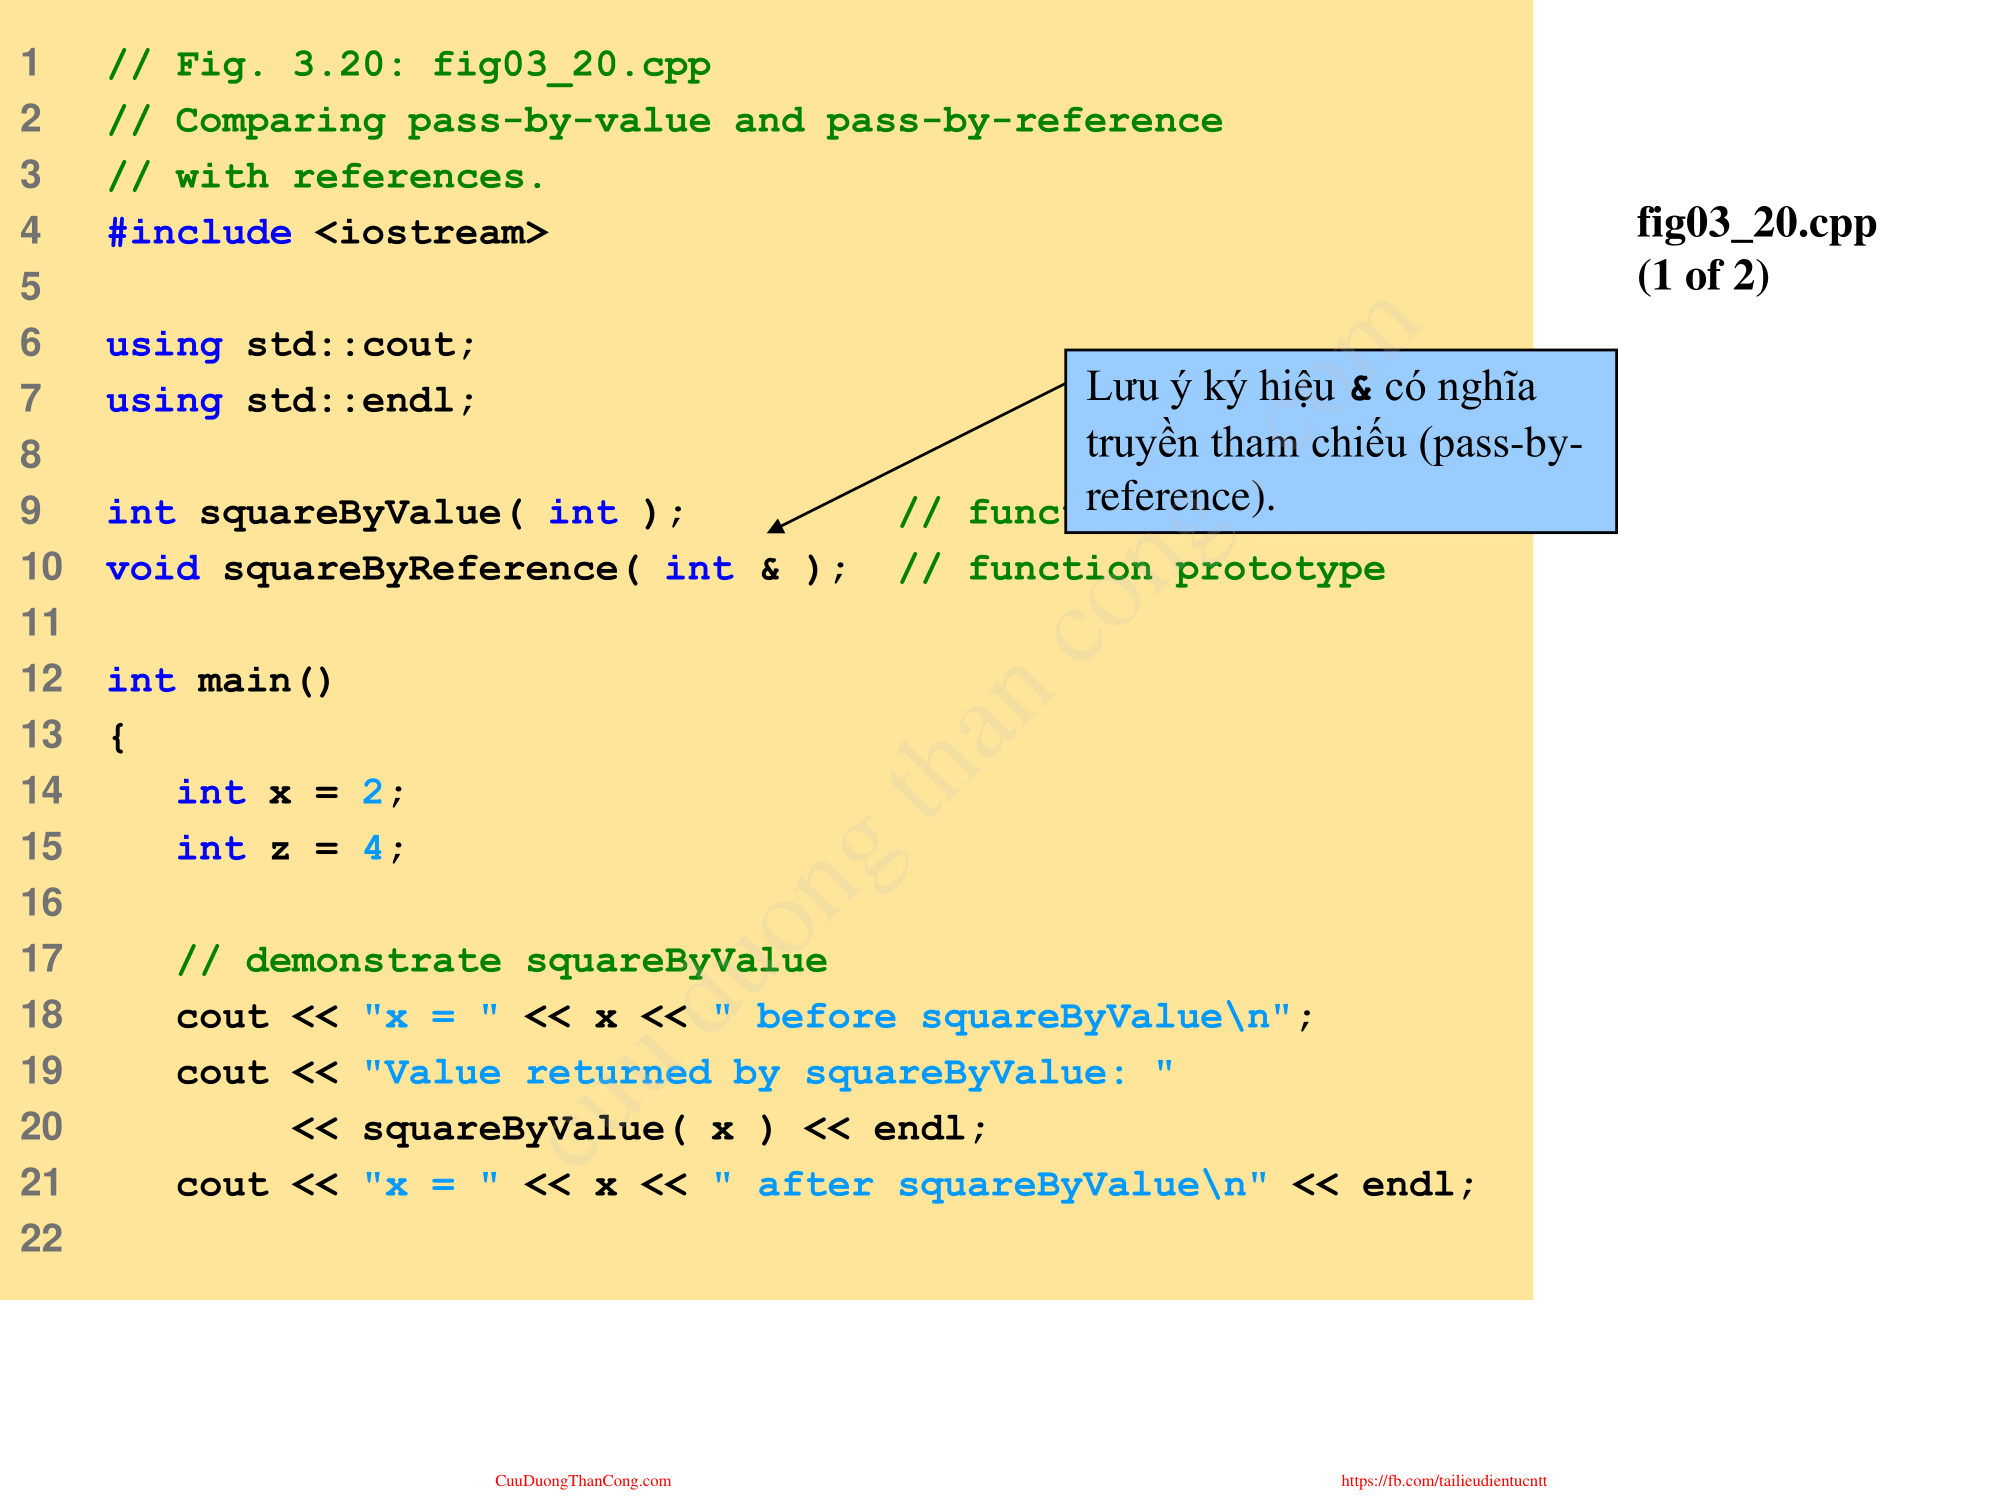 1 // Fig. 3.20: fig03_20.cpp
2 // Comparing pass-by-value and pass-by-reference
3 // with references.
4 #include <iostream>
5
6 using std::cout;
7 using std::endl;
8
9 int squareByValue( int ); //
10 void squareByReference( int & ); // function prototype
11
12 int main()
13 {
14 int x = 2;
15 int z = 4;
16
17 // demonstrate squareByValue
18 cout << "x = " << x << " before squareByValue\n";
19 cout << "Value returned by squareByValue: "
20 << squareByValue( x ) << endl;
21 cout << "x = " << x << " after squareByValue\n" << endl;
22
fig03_20.cpp
(1 of 2)
Lưu ý ký hiệu & có nghĩa
truyền tham chiếu (pass-by-
reference).
cuu duong than cong . com
CuuDuongThanCong.com
https://fb.com/tailieudientucntt